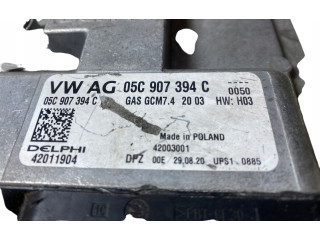 VW AG 05C 907 394 C 0050
05C 907 394 C GAS GCM7.4 20 03 HW: H03
Made in POLAND
DELPHI 42003001
42011904 DPZ 00E 29.08.20 UPS1 0885